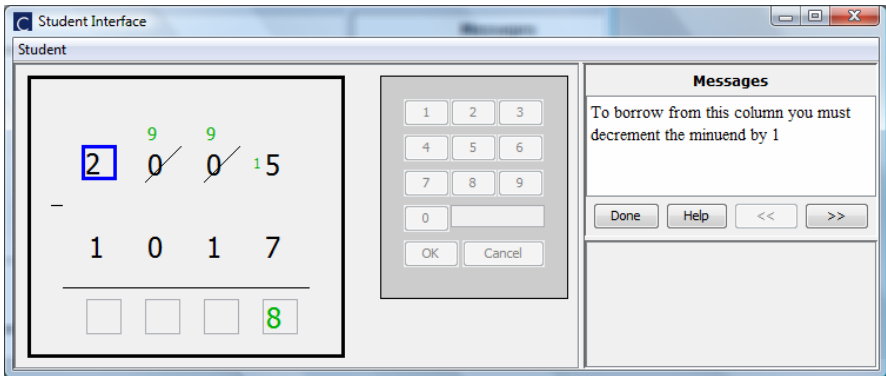 Student Interface
Student
Messages
To borrow from this column you must
decrement the minuend by 1
Done Help << >>
9 9
2 0 0 1 5
–
1 0 1 7
8
1 2 3
4 5 6
7 8 9
0
OK Cancel